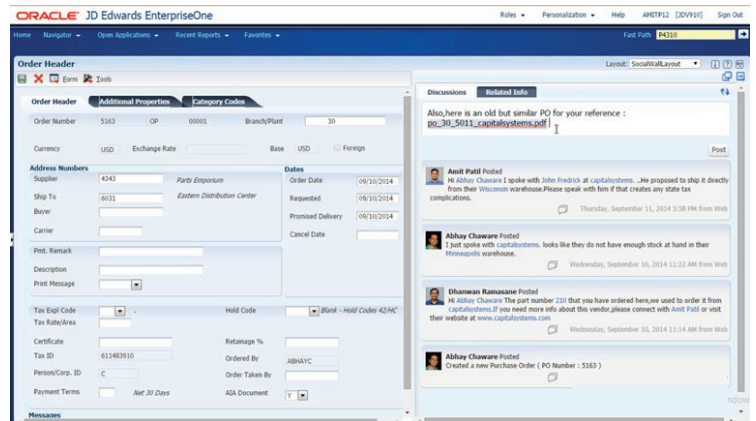 ORACLE JD Edwards EnterpriseOne
Roles Personalization Help AMITP12 [JDV910] Sign Out
Home Navigator Open Applications Recent Reports Favorites Fast Path P4310
Order Header Layout: SocialWallLayout
Form Tools
Order Header Additional Properties Category Codes
Order Number 5163 OP 00001 Branch/Plant 30
Currency USD Exchange Rate Base USD Foreign
Address Numbers
Supplier 4343 Parts Emporium
Ship To 6031 Eastern Distribution Center
Buyer
Carrier
Dates
Order Date 09/10/2014
Requested 09/10/2014
Promised Delivery 09/10/2014
Cancel Date
Pmt. Remark
Description
Print Message
Tax Expl Code . Hold Code Blank - Hold Codes 42/HC
Tax Rate/Area
Certificate Retainage %
Tax ID 611483910 Ordered By ABHAYC
Person/Corp. ID C Order Taken By
Payment Terms Net 30 Days AIA Document Y
Messages
Discussions Related Info
Also,here is an old but similar PO for your reference :
po_30_5011_capitalsystems.pdf
Post
Amit Patil Posted
Hi Abhay Chaware I spoke with John Fredrick at capitalsystems. ..He proposed to ship it directly
from their Wisconsin warehouse.Please speak with him if that creates any state tax
complications.
Thursday, September 11, 2014 5:58 PM from Web
Abhay Chaware Posted
I just spoke with capitalsystems. looks like they do not have enough stock at hand in their
Minneapolis warehouse.
Wednesday, September 10, 2014 11:22 AM from Web
Dhanwan Ramasane Posted
Hi Abhay Chaware The part number 210 that you have ordered here,we used to order it from
capitalsystems.If you need more info about this vendor,please connect with Amit Patil or visit
their website at www.capitalsystems.com
Wednesday, September 10, 2014 11:14 AM from Web
Abhay Chaware Posted
Created a new Purchase Order ( PO Number : 5163 )